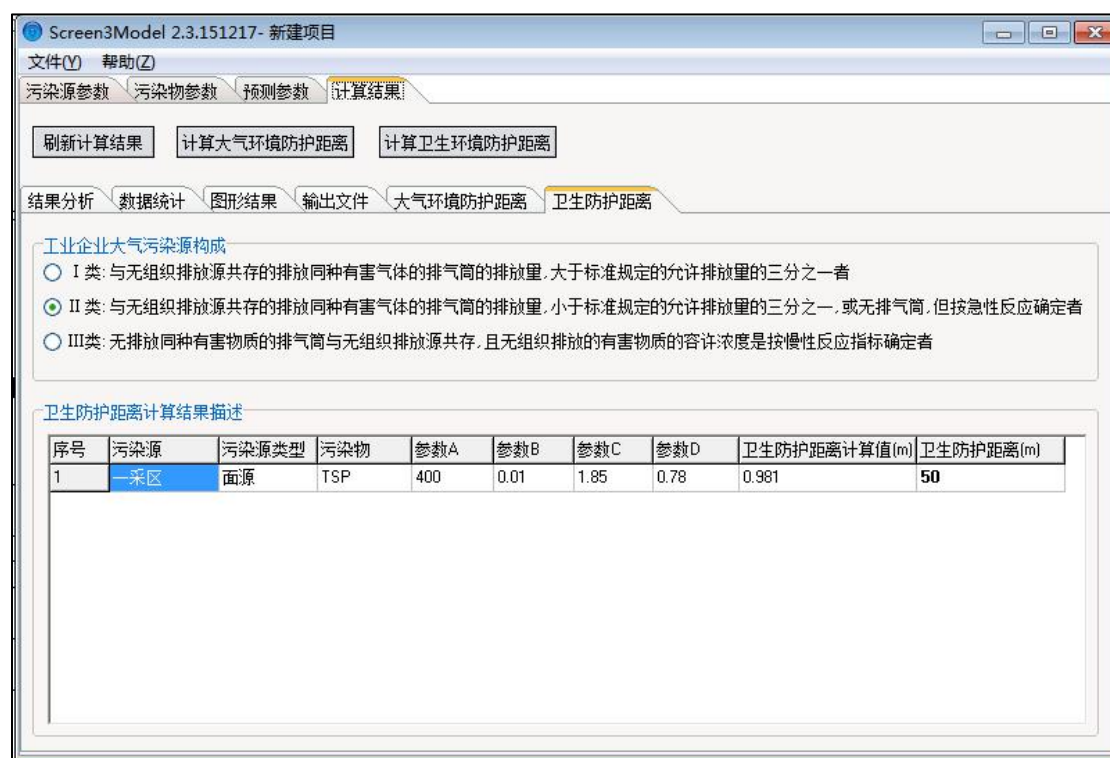 Screen3Model 2.3.151217- 新建项目
文件(Y) 帮助(Z)
污染源参数 污染物参数 预测参数 计算结果
刷新计算结果 计算大气环境防护距离 计算卫生环境防护距离
结果分析 数据统计 图形结果 输出文件 大气环境防护距离 卫生防护距离
工业企业大气污染源构成
I 类: 与无组织排放源共存的排放同种有害气体的排气筒的排放量,大于标准规定的允许排放量的三分之一者
II 类: 与无组织排放源共存的排放同种有害气体的排气筒的排放量,小于标准规定的允许排放量的三分之一,或无排气筒,但按急性反应确定者
III类: 无排放同种有害物质的排气筒与无组织排放源共存,且无组织排放的有害物质的容许浓度是按慢性反应指标确定者
卫生防护距离计算结果描述
序号 污染源 污染源类型 污染物 参数A 参数B 参数C 参数D 卫生防护距离计算值(m) 卫生防护距离(m)
1 一采区 面源 TSP 400 0.01 1.85 0.78 0.981 50